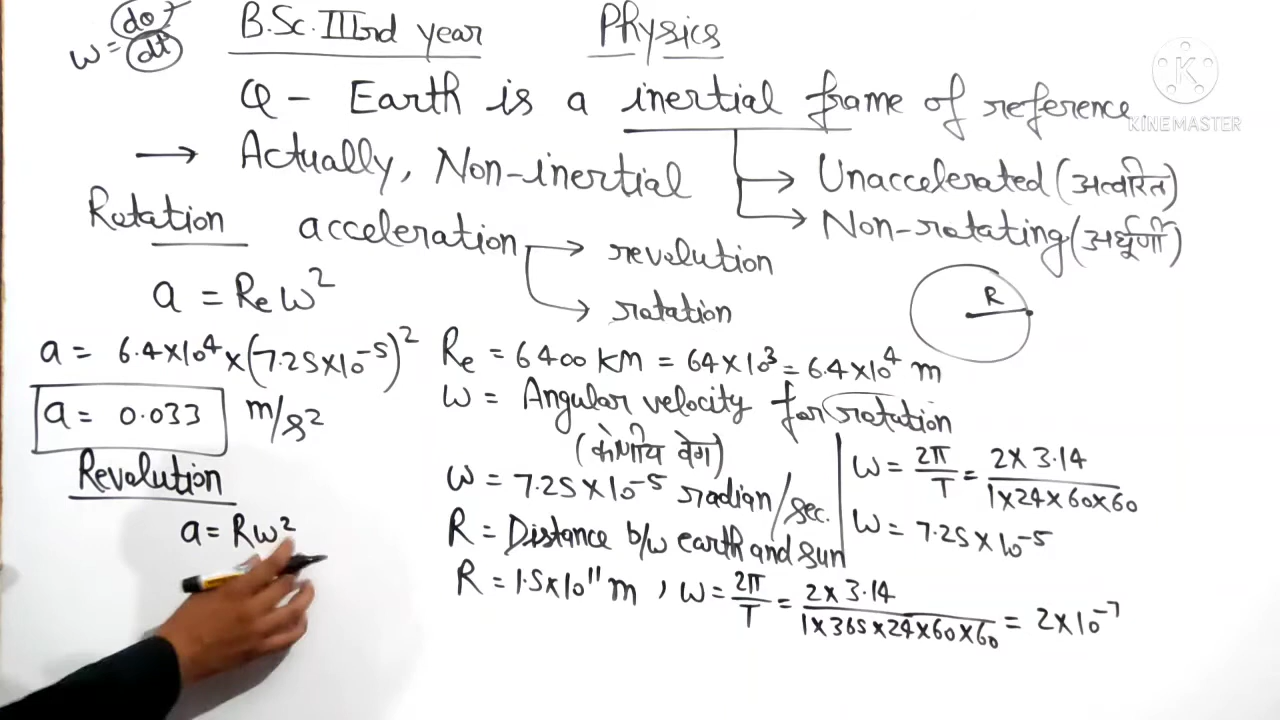 ω = dθ/dt
B.Sc. IIIrd year Physics
Q - Earth is a inertial frame of reference
KINEMASTER
→ Actually, Non-inertial → Unaccelerated (अत्वरित)
Rotation acceleration → revolution → Non-rotating (अघूर्णी)
→ rotation
a = Re ω² R
a = 6.4×10⁴ × (7.25×10⁻⁵)² Re = 6400 KM = 64×10³ = 6.4×10⁴ m
a = 0.033 m/s² ω = Angular velocity for rotation
(कोणीय वेग)
Revolution ω = 7.25×10⁻⁵ radian/sec. ω = 2π/T = 2×3.14/1×24×60×60
a = Rω² R = Distance b/w earth and sun ω = 7.25×10⁻⁵
R = 1.5×10¹¹ m , ω = 2π/T = 2×3.14/1×365×24×60×60 = 2×10⁻⁷